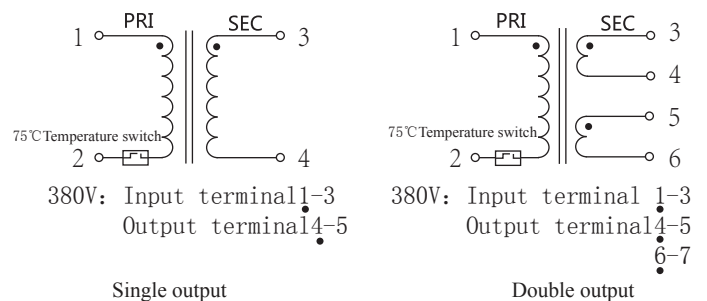 PRI SEC PRI SEC
1 3 1 3
4
5
75℃Temperature switch 75℃Temperature switch
2 4 2 6
380V: Input terminal1-3 380V: Input terminal 1-3
Output terminal4-5 Output terminal4-5
6-7
Single output Double output